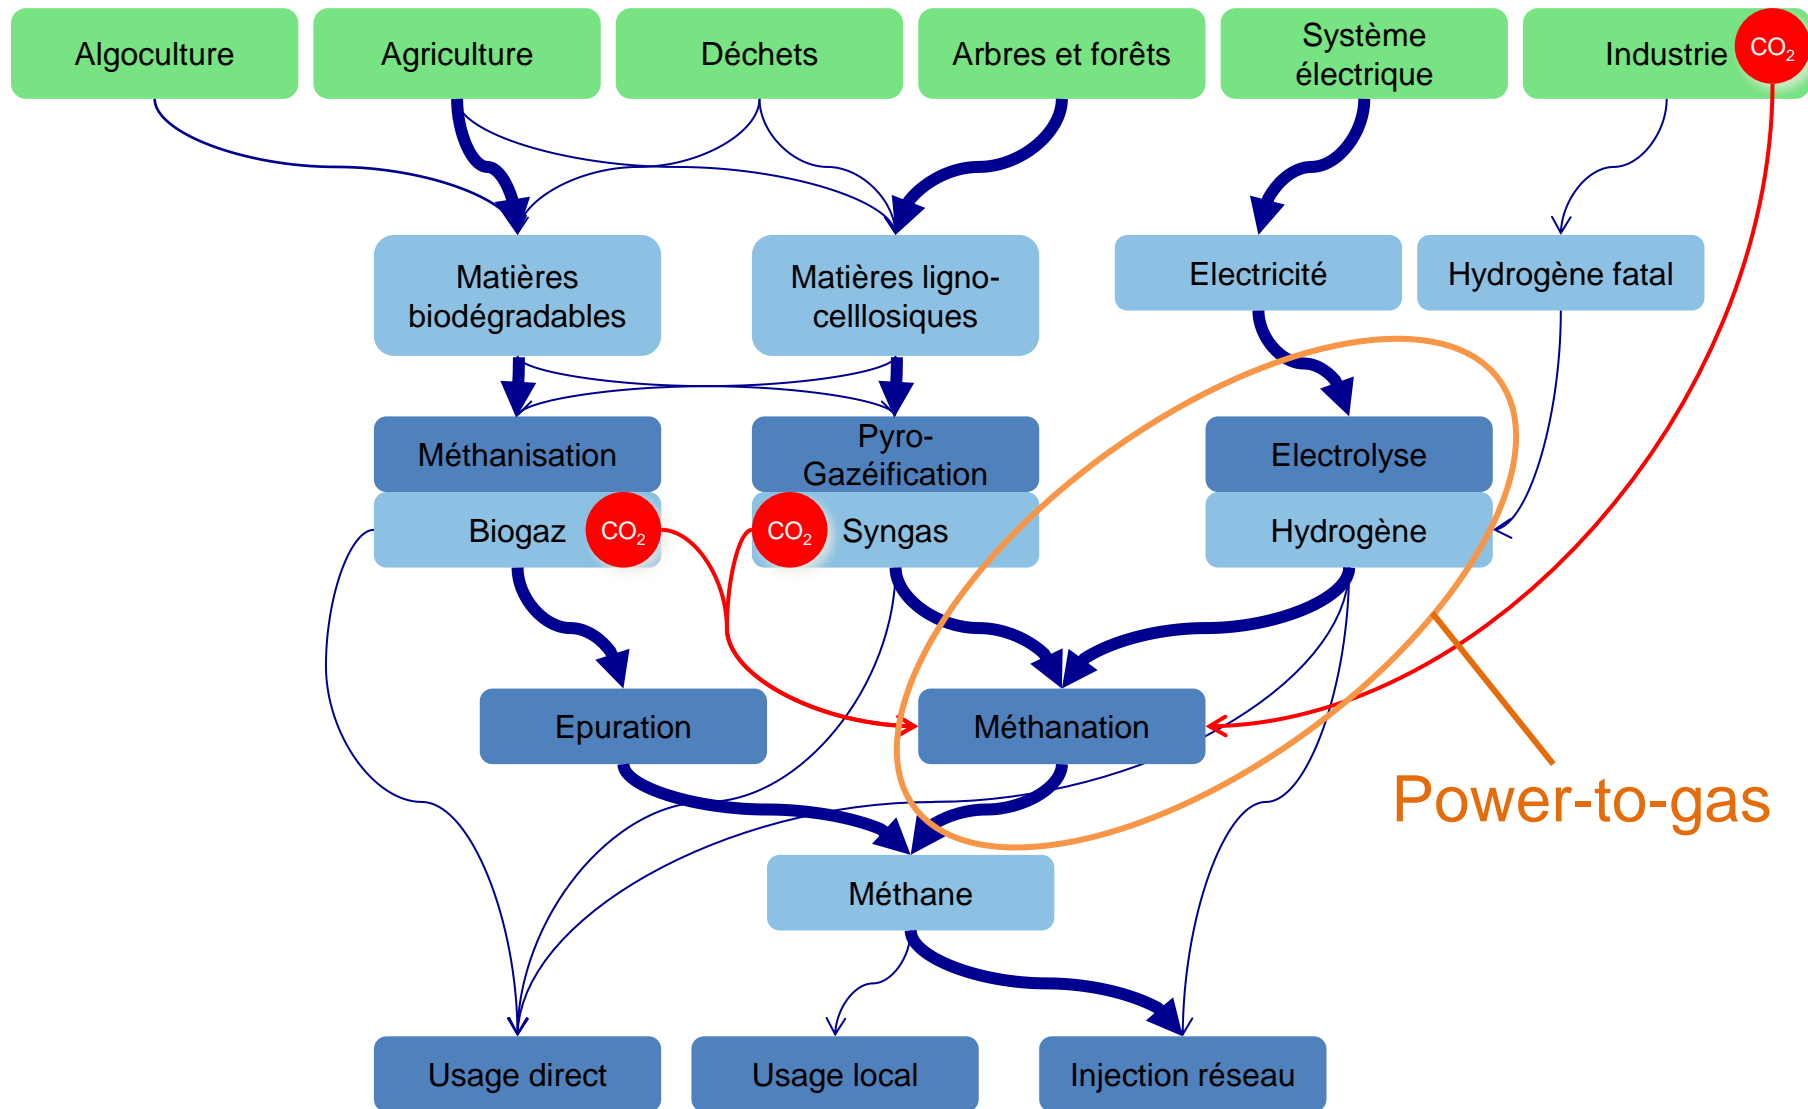 Algoculture
Agriculture
Déchets
Arbres et forêts
Système
électrique
Industrie
CO₂
Matières
biodégradables
Matières ligno-
celllosiques
Electricité
Hydrogène fatal
Méthanisation
Pyro-
Gazéification
Electrolyse
Biogaz
CO₂
CO₂
Syngas
Hydrogène
Epuration
Méthanation
Power-to-gas
Méthane
Usage direct
Usage local
Injection réseau